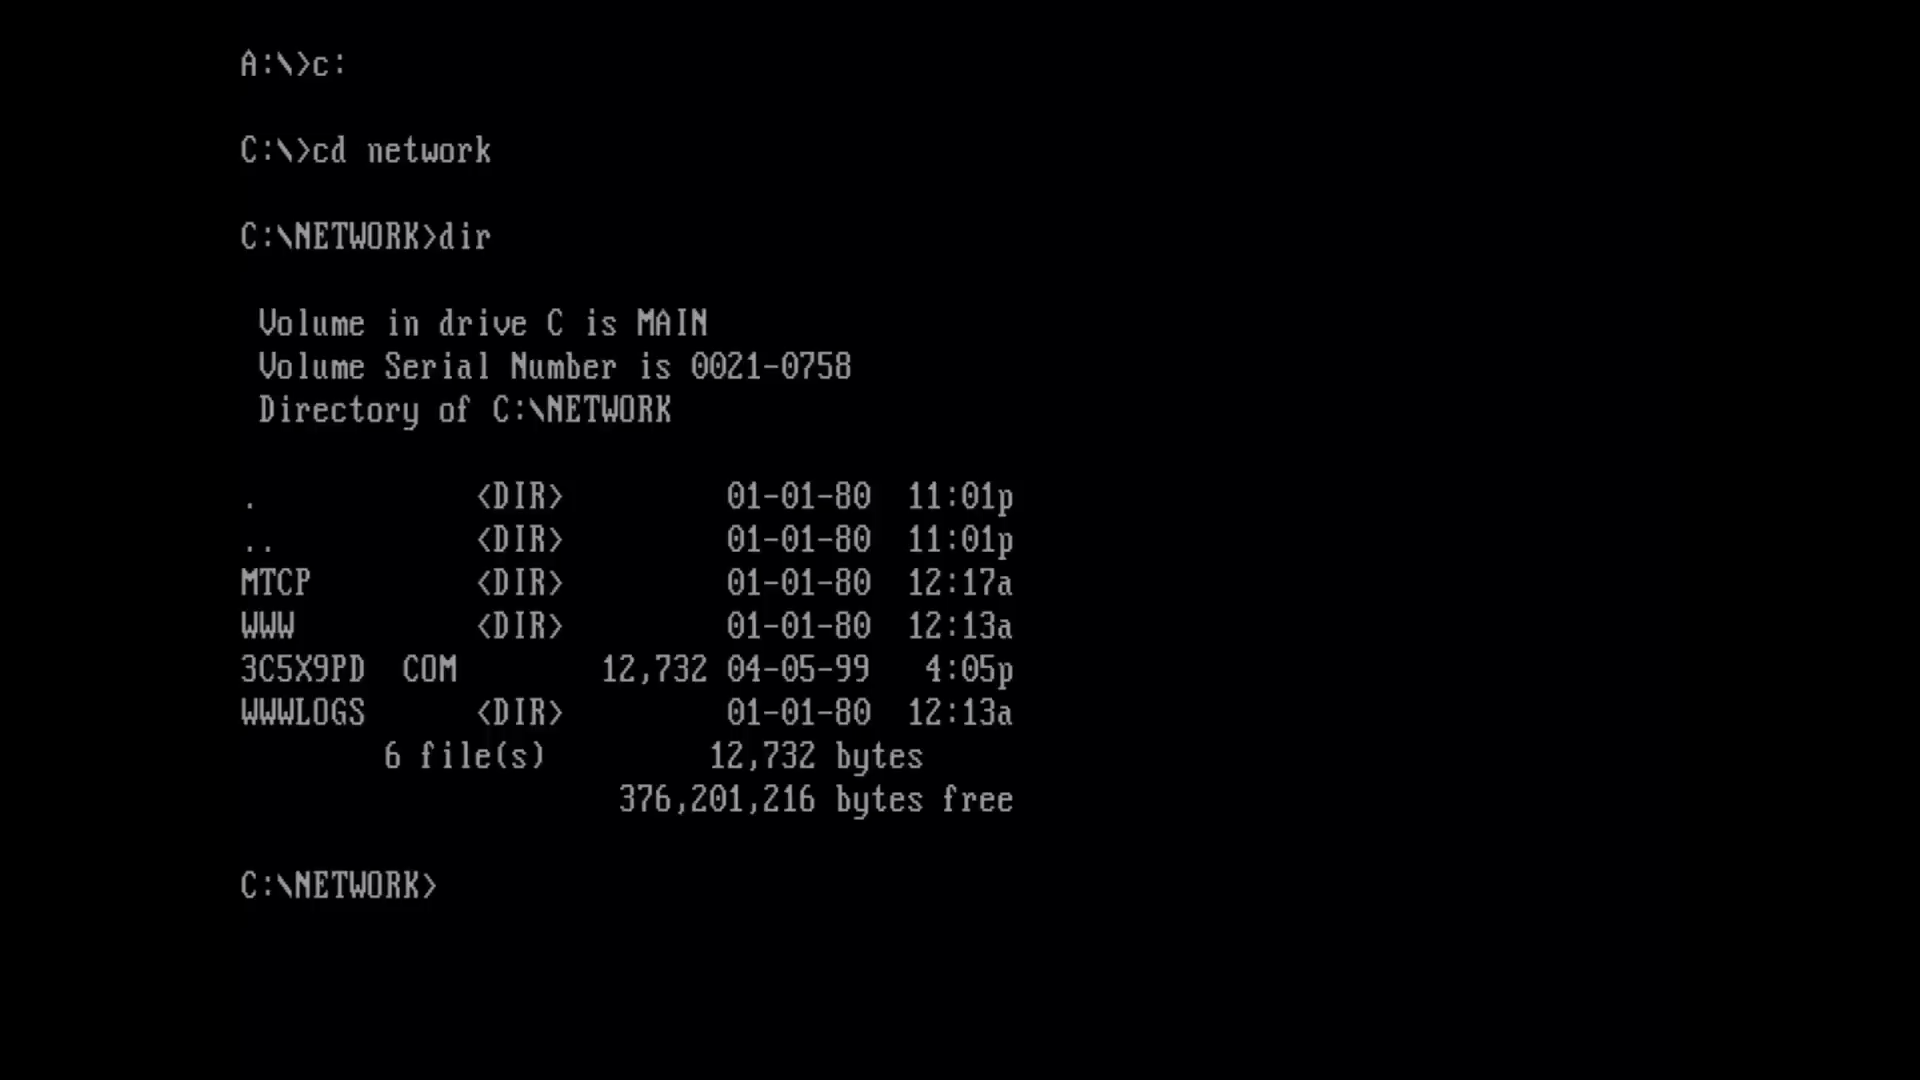 A:\>c:
C:\>cd network
C:\NETWORK>dir
Volume in drive C is MAIN
Volume Serial Number is 0021-0758
Directory of C:\NETWORK
. <DIR> 01-01-80 11:01p
.. <DIR> 01-01-80 11:01p
MTCP <DIR> 01-01-80 12:17a
WWW <DIR> 01-01-80 12:13a
3C5X9PD COM 12,732 04-05-99 4:05p
WWWLOGS <DIR> 01-01-80 12:13a
6 file(s) 12,732 bytes
376,201,216 bytes free
C:\NETWORK>